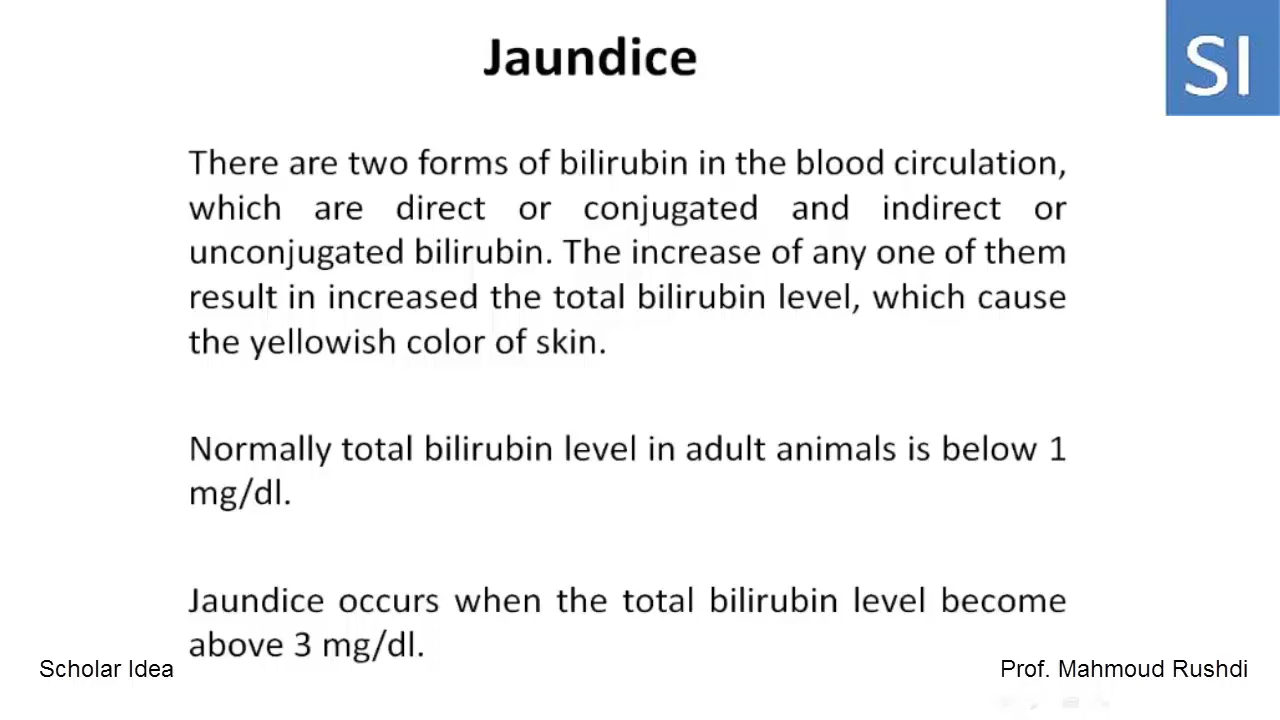 Jaundice
SI
There are two forms of bilirubin in the blood circulation,
which are direct or conjugated and indirect or
unconjugated bilirubin. The increase of any one of them
result in increased the total bilirubin level, which cause
the yellowish color of skin.
Normally total bilirubin level in adult animals is below 1
mg/dl.
Jaundice occurs when the total bilirubin level become
above 3 mg/dl.
Scholar Idea
Prof. Mahmoud Rushdi